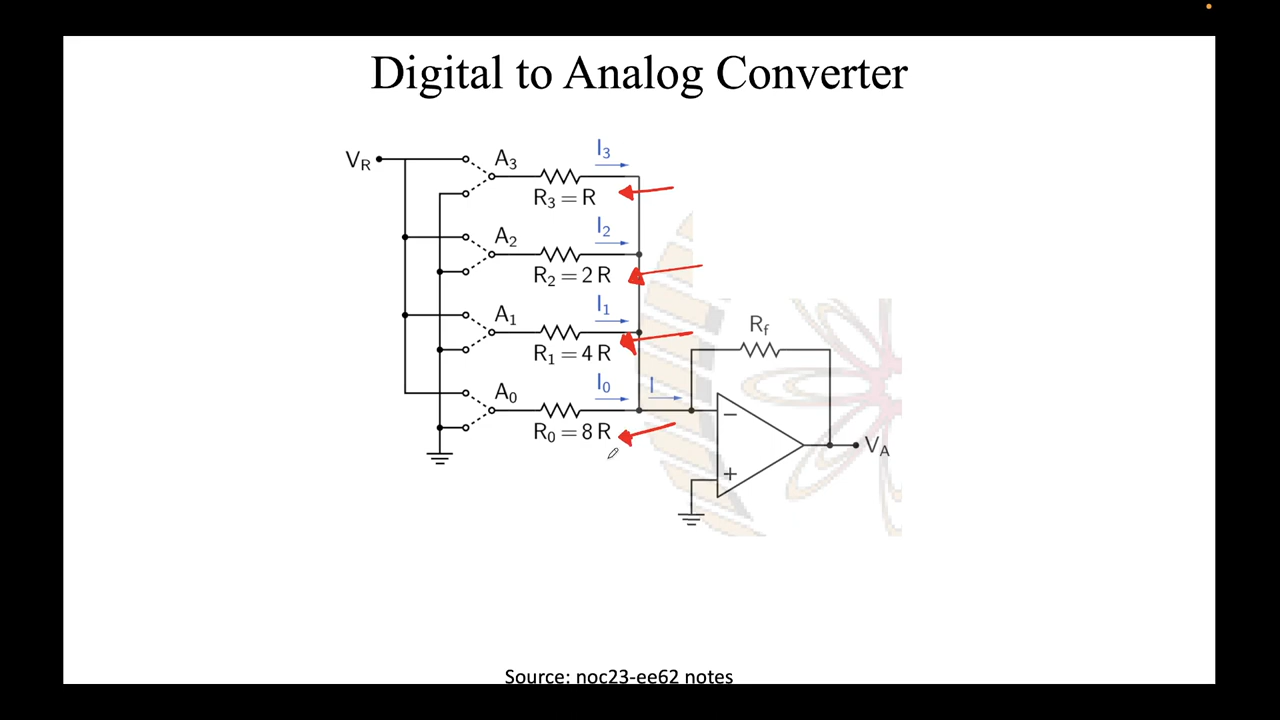 Digital to Analog Converter
V_R
A_3
I_3
R_3 = R
A_2
I_2
R_2 = 2 R
A_1
I_1
R_1 = 4 R
A_0
I_0
R_0 = 8 R
I
R_f
−
+
V_A
Source: noc23-ee62 notes